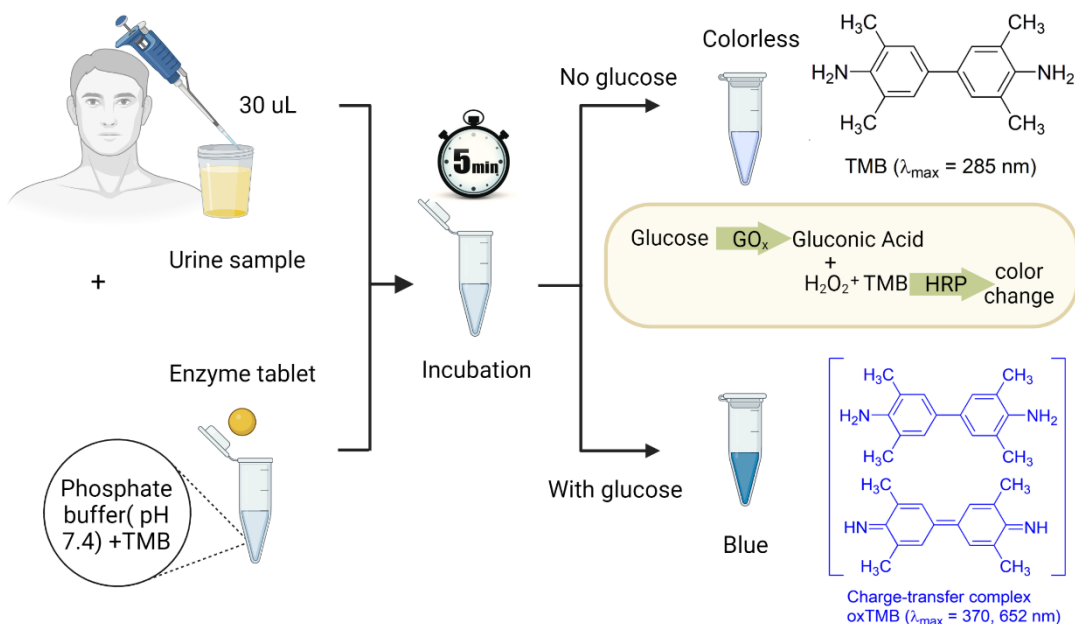 30 uL
Urine sample
+
Enzyme tablet
Phosphate
buffer( pH
7.4) +TMB
5
min
Incubation
No glucose
Colorless
CH₃
H₃C
H₂N
NH₂
CH₃
CH₃
TMB (λmax = 285 nm)
Glucose GOₓ Gluconic Acid
+
H₂O₂+ TMB HRP color
change
With glucose
Blue
H₃C
CH₃
H₂N
NH₂
H₃C
CH₃
H₃C
CH₃
HN
NH
H₃C
CH₃
Charge-transfer complex
oxTMB (λmax = 370, 652 nm)